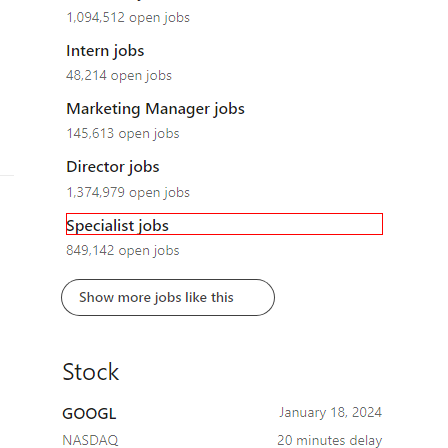 1,094,512 open jobs
Intern jobs
48,214 open jobs
Marketing Manager jobs
145,613 open jobs
Director jobs
1,374,979 open jobs
Specialist jobs
849,142 open jobs
Show more jobs like this
Stock
GOOGL January 18, 2024
NASDAQ 20 minutes delay